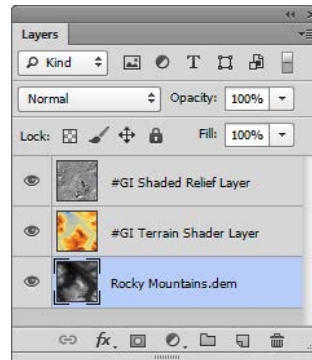 Layers
Kind
T
Normal Opacity: 100%
Lock: Fill: 100%
#GI Shaded Relief Layer
#GI Terrain Shader Layer
Rocky Mountains.dem
fx.